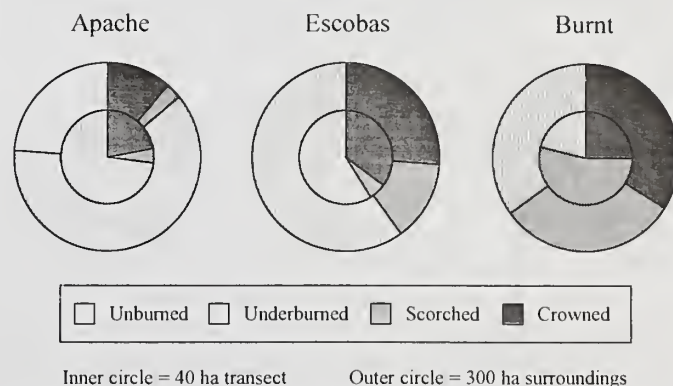 Apache Escobas Burnt
Unburned Underburned Scorched Crowned
Inner circle = 40 ha transect Outer circle = 300 ha surroundings